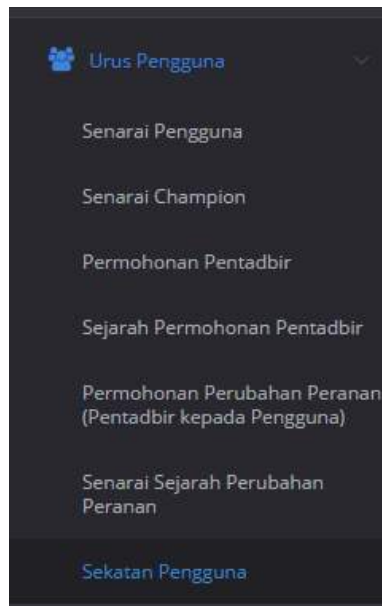 Urus Pengguna
Senarai Pengguna
Senarai Champion
Permohonan Pentadbir
Sejarah Permohonan Pentadbir
Permohonan Perubahan Peranan
(Pentadbir kepada Pengguna)
Senarai Sejarah Perubahan
Peranan
Sekatan Pengguna